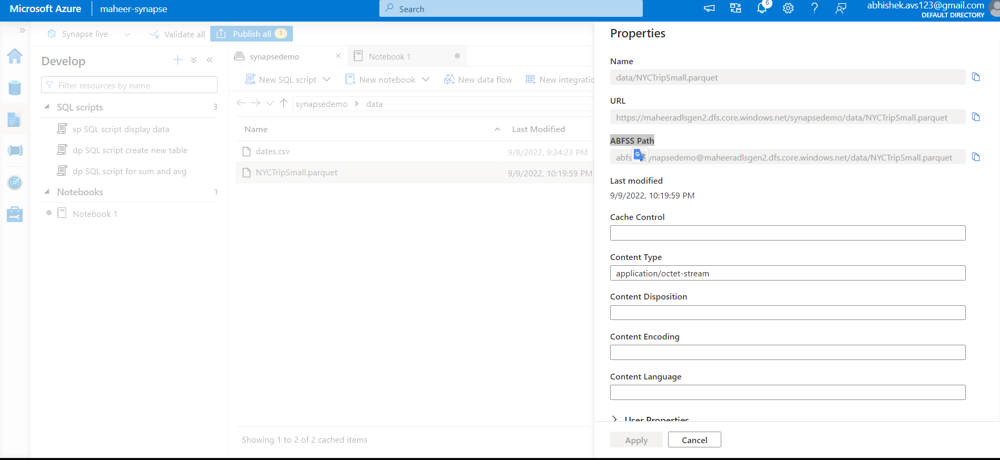 Microsoft Azure
maheer-synapse
Search
6
abhishek.avs123@gmail.com
DEFAULT DIRECTORY
Synapse live
Validate all
Publish all 1
Develop
Filter resources by name
SQL scripts 3
sp SQL script display data
dp SQL script create new table
dp SQL script for sum and avg
Notebooks 1
Notebook 1
synapsedemo
Notebook 1
New SQL script
New notebook
New data flow
New integratio
synapsedemo > data
Name
Last Modified
dates.csv 9/8/2022, 9:34:23 PM
NYCTripSmall.parquet 9/9/2022, 10:19:59 PM
Showing 1 to 2 of 2 cached items
Properties
Name
data/NYCTripSmall.parquet
URL
https://maheeradlsgen2.dfs.core.windows.net/synapsedemo/data/NYCTripSmall.parquet
ABFSS Path
abfs ynapsedemo@maheeradlsgen2.dfs.core.windows.net/data/NYCTripSmall.parquet
Last modified
9/9/2022, 10:19:59 PM
Cache Control
Content Type
application/octet-stream
Content Disposition
Content Encoding
Content Language
User Properties
Apply
Cancel